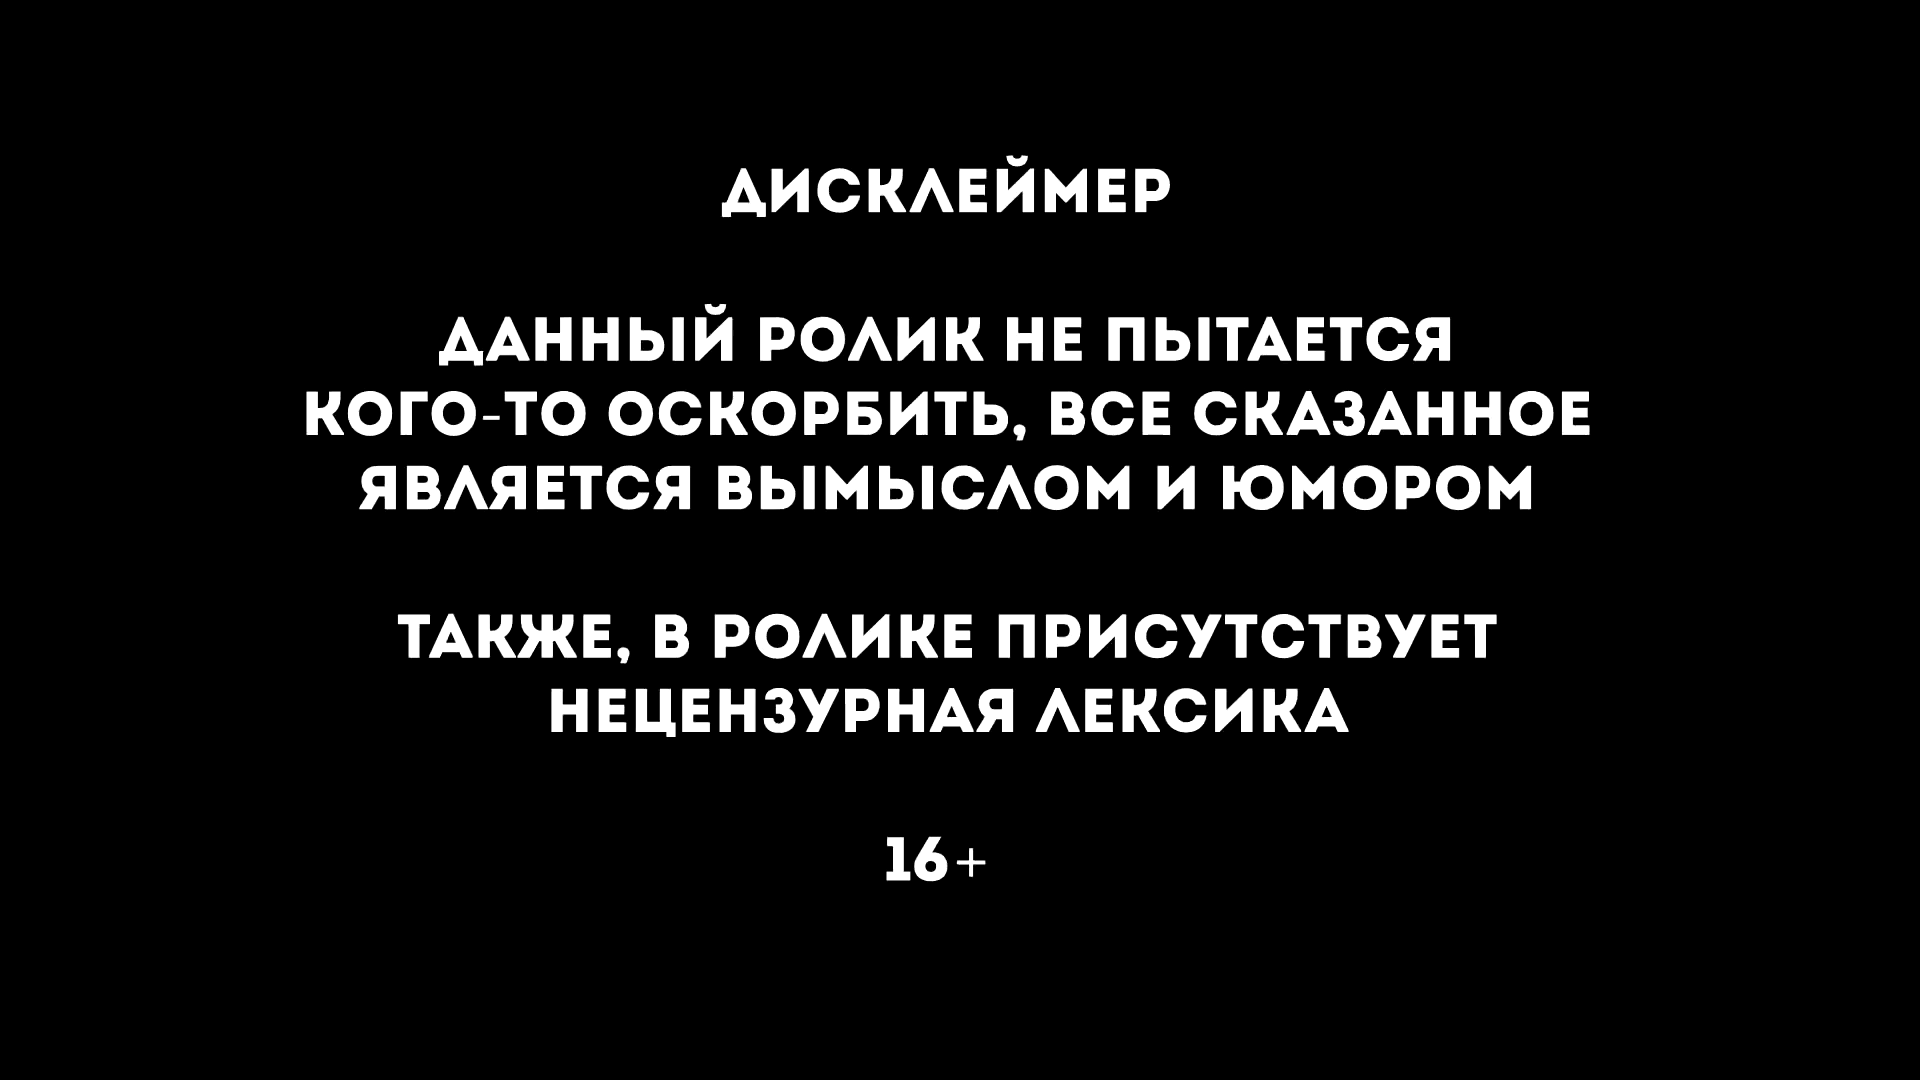 ДИСКЛЕЙМЕР
ДАННЫЙ РОЛИК НЕ ПЫТАЕТСЯ
КОГО-ТО ОСКОРБИТЬ, ВСЕ СКАЗАННОЕ
ЯВЛЯЕТСЯ ВЫМЫСЛОМ И ЮМОРОМ
ТАКЖЕ, В РОЛИКЕ ПРИСУТСТВУЕТ
НЕЦЕНЗУРНАЯ ЛЕКСИКА
16+